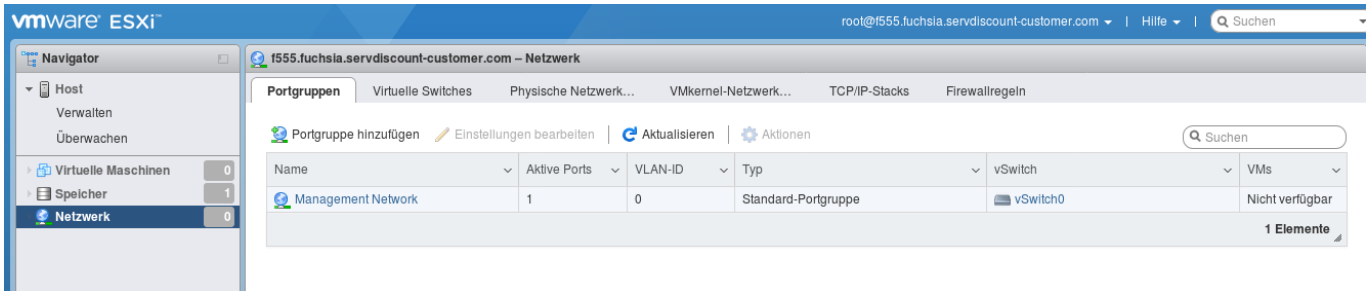 vmware ESXi™
root@f555.fuchsia.servdiscount-customer.com | Hilfe | Suchen
Navigator
f555.fuchsia.servdiscount-customer.com – Netzwerk
Host
Verwalten
Überwachen
Virtuelle Maschinen 0
Speicher 1
Netzwerk 0
Portgruppen Virtuelle Switches Physische Netzwerk... VMkernel-Netzwerk... TCP/IP-Stacks Firewallregeln
Portgruppe hinzufügen Einstellungen bearbeiten | Aktualisieren | Aktionen Suchen
Name Aktive Ports VLAN-ID Typ vSwitch VMs
Management Network 1 0 Standard-Portgruppe vSwitch0 Nicht verfügbar
1 Elemente